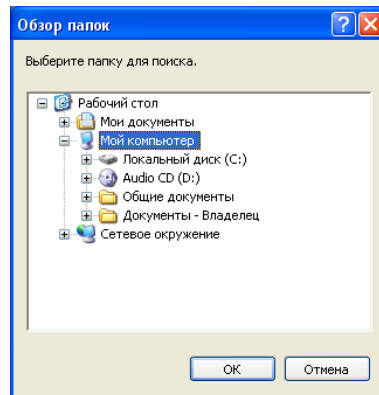 Обзор папок
Выберите папку для поиска.
Рабочий стол
Мои документы
Мой компьютер
Локальный диск (C:)
Audio CD (D:)
Общие документы
Документы - Владелец
Сетевое окружение
ОК Отмена